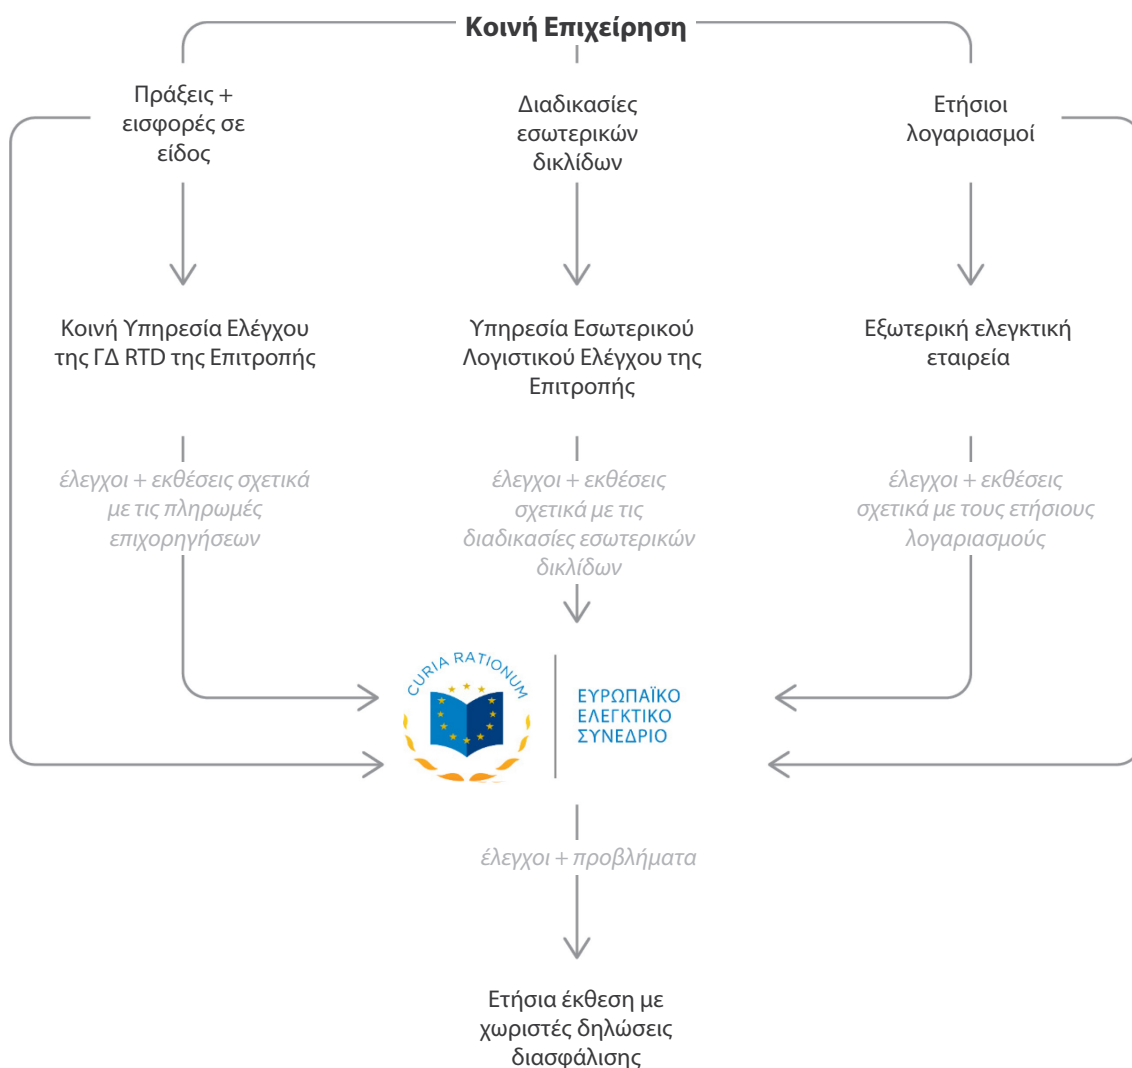 Κοινή Επιχείρηση
Πράξεις +
εισφορές σε
είδος
Διαδικασίες
εσωτερικών
δικλίδων
Ετήσιοι
λογαριασμοί
Κοινή Υπηρεσία Ελέγχου
της ΓΔ RTD της Επιτροπής
Υπηρεσία Εσωτερικού
Λογιστικού Ελέγχου της
Επιτροπής
Εξωτερική ελεγκτική
εταιρεία
έλεγχοι + εκθέσεις σχετικά
με τις πληρωμές
επιχορηγήσεων
έλεγχοι + εκθέσεις
σχετικά με τις
διαδικασίες εσωτερικών
δικλίδων
έλεγχοι + εκθέσεις
σχετικά με τους ετήσιους
λογαριασμούς
CURIA RATIONUM
ΕΥΡΩΠΑΪΚΟ
ΕΛΕΓΚΤΙΚΟ
ΣΥΝΕΔΡΙΟ
έλεγχοι + προβλήματα
Ετήσια έκθεση με
χωριστές δηλώσεις
διασφάλισης